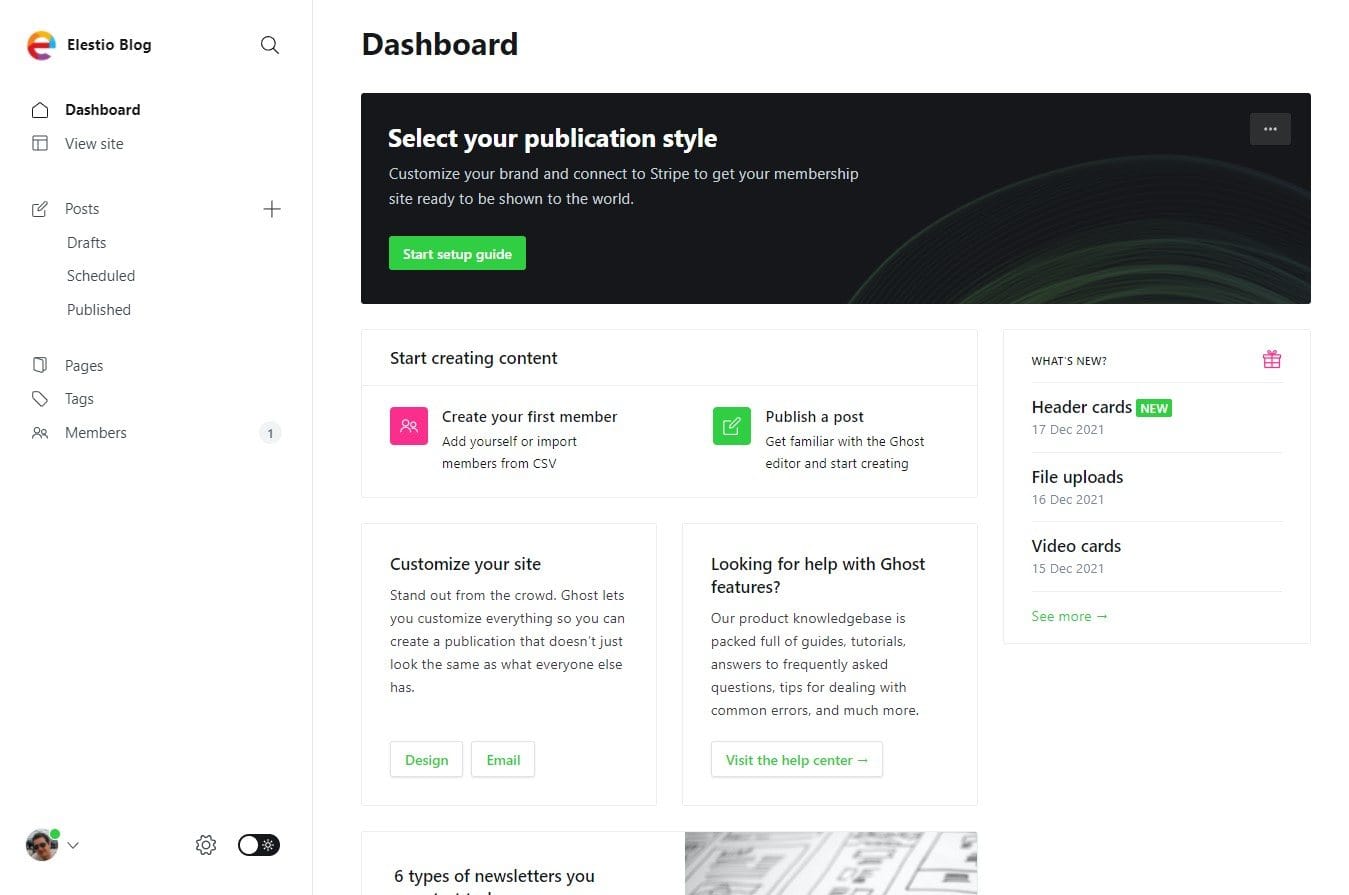 Elestio Blog
Dashboard
View site
Posts
Drafts
Scheduled
Published
Pages
Tags
Members
1
Dashboard
Select your publication style
Customize your brand and connect to Stripe to get your membership
site ready to be shown to the world.
Start setup guide
Start creating content
Create your first member
Add yourself or import
members from CSV
Publish a post
Get familiar with the Ghost
editor and start creating
WHAT'S NEW?
Header cards NEW
17 Dec 2021
File uploads
16 Dec 2021
Video cards
15 Dec 2021
See more →
Customize your site
Stand out from the crowd. Ghost lets
you customize everything so you can
create a publication that doesn't just
look the same as what everyone else
has.
Design
Email
Looking for help with Ghost
features?
Our product knowledgebase is
packed full of guides, tutorials,
answers to frequently asked
questions, tips for dealing with
common errors, and much more.
Visit the help center →
6 types of newsletters you